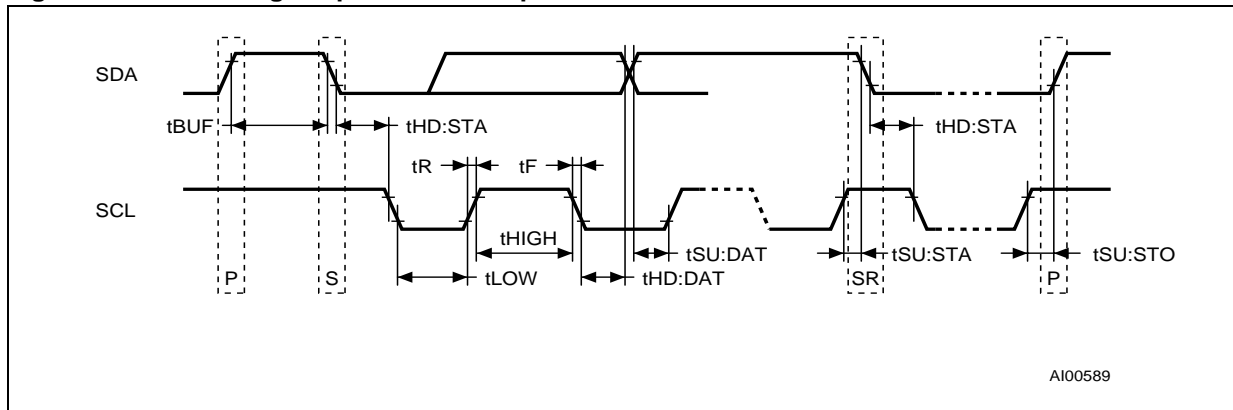 SDA
tBUF
tHD:STA
tHD:STA
tR
tF
SCL
tHIGH
tSU:DAT
tSU:STA
tSU:STO
P
S
tLOW
tHD:DAT
SR
P
AI00589